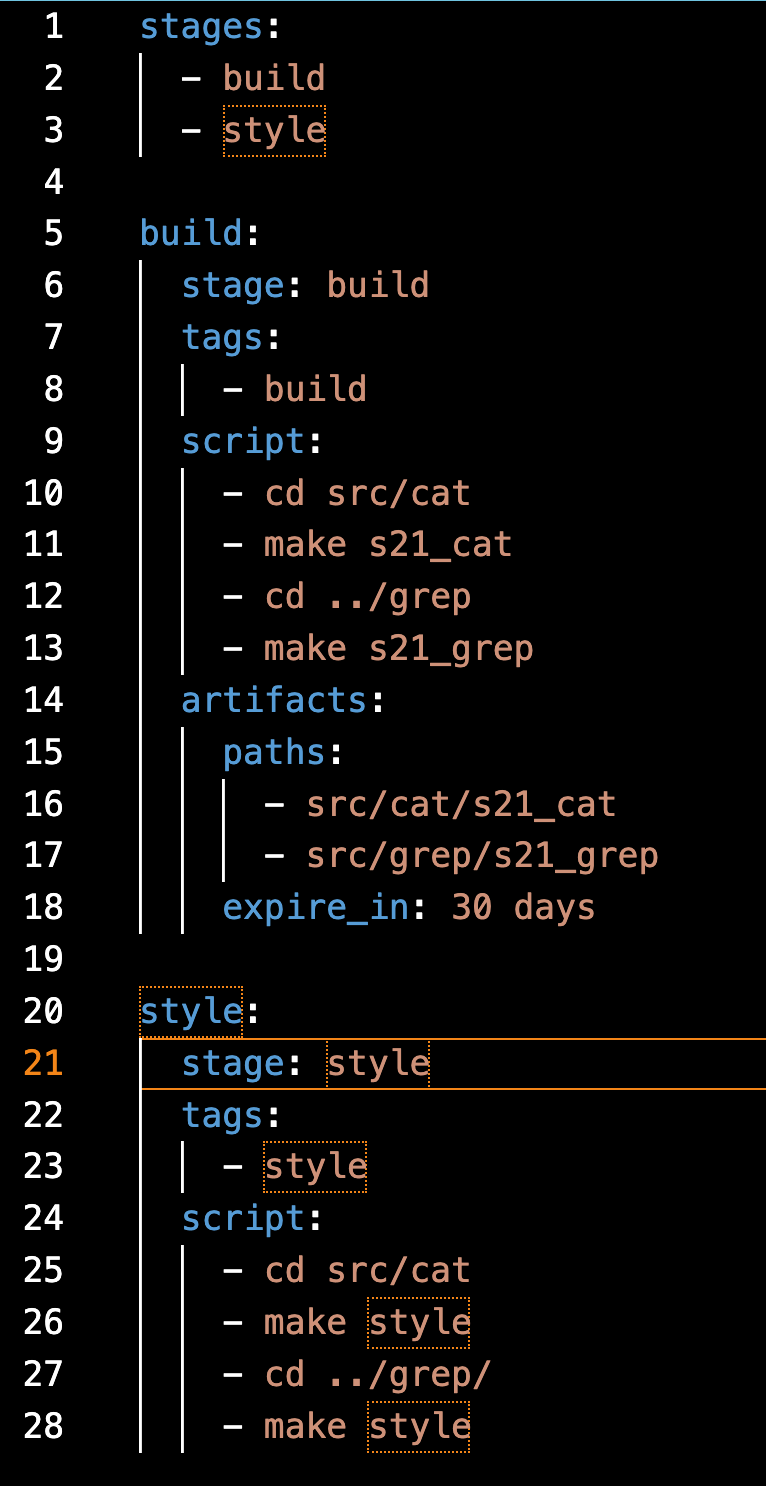 1 stages:
2   - build
3   - style
4
5 build:
6   stage: build
7   tags:
8     - build
9   script:
10     - cd src/cat
11     - make s21_cat
12     - cd ../grep
13     - make s21_grep
14   artifacts:
15     paths:
16       - src/cat/s21_cat
17       - src/grep/s21_grep
18     expire_in: 30 days
19
20 style:
21   stage: style
22   tags:
23     - style
24   script:
25     - cd src/cat
26     - make style
27     - cd ../grep/
28     - make style